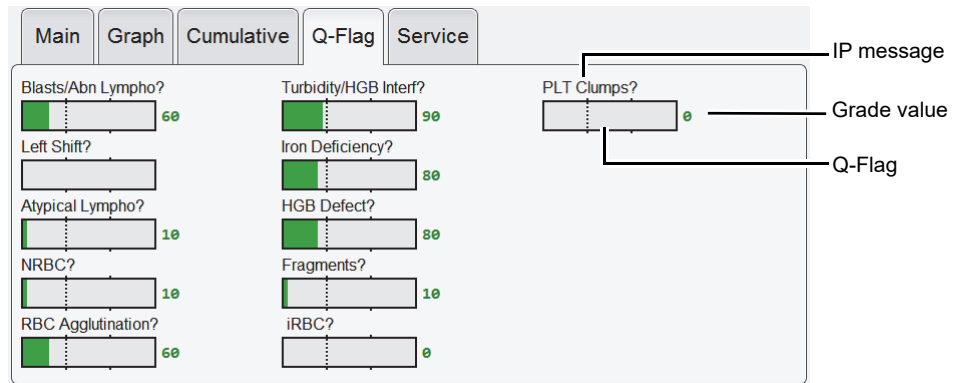 Main Graph Cumulative Q-Flag Service
IP message
Blasts/Abn Lympho? Turbidity/HGB Interf? PLT Clumps?
60 90 0 Grade value
Left Shift? Iron Deficiency? Q-Flag
80
Atypical Lympho? HGB Defect?
10 80
NRBC? Fragments?
10 10
RBC Agglutination? iRBC?
60 0